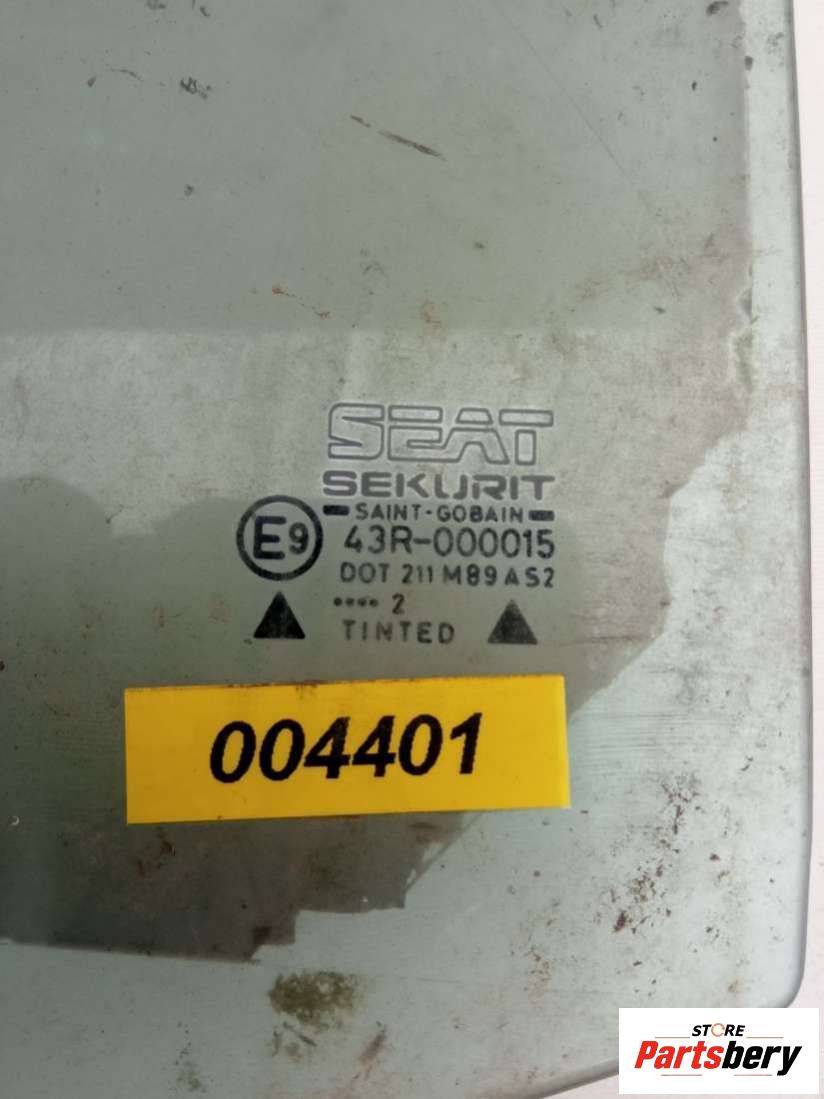 SEAT
SEKURIT
SAINT-GOBAIN
E9 43R-000015
DOT 211 M89 AS2
•••• 2
TINTED
004401
STORE
Partsbery